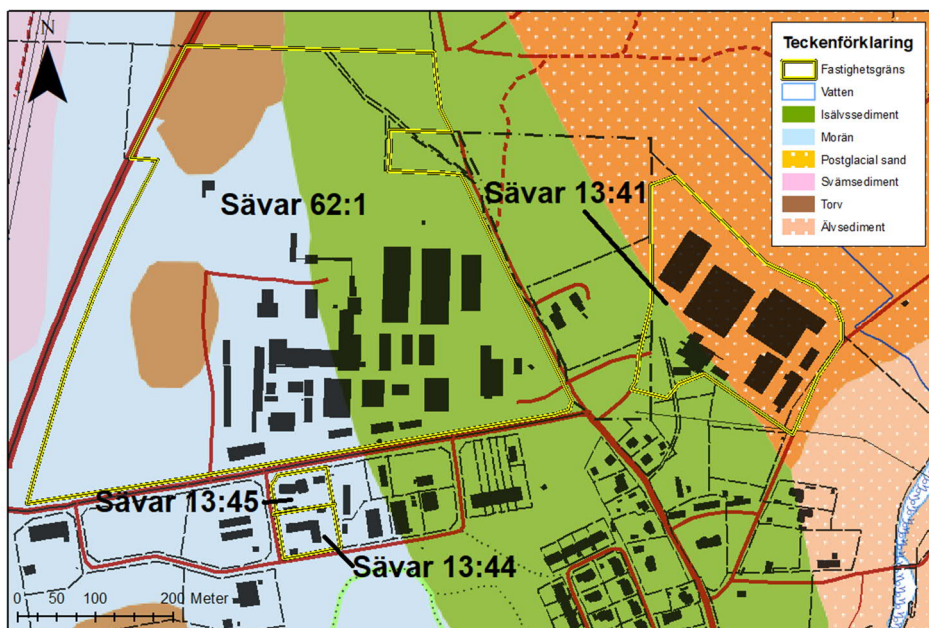 N
Teckenförklaring
Fastighetsgräns
Vatten
Isälvssediment
Morän
Postglacial sand
Svämsediment
Torv
Älvsediment
Sävar 62:1
Sävar 13:41
Sävar 13:45
Sävar 13:44
0 50 100 200 Meter